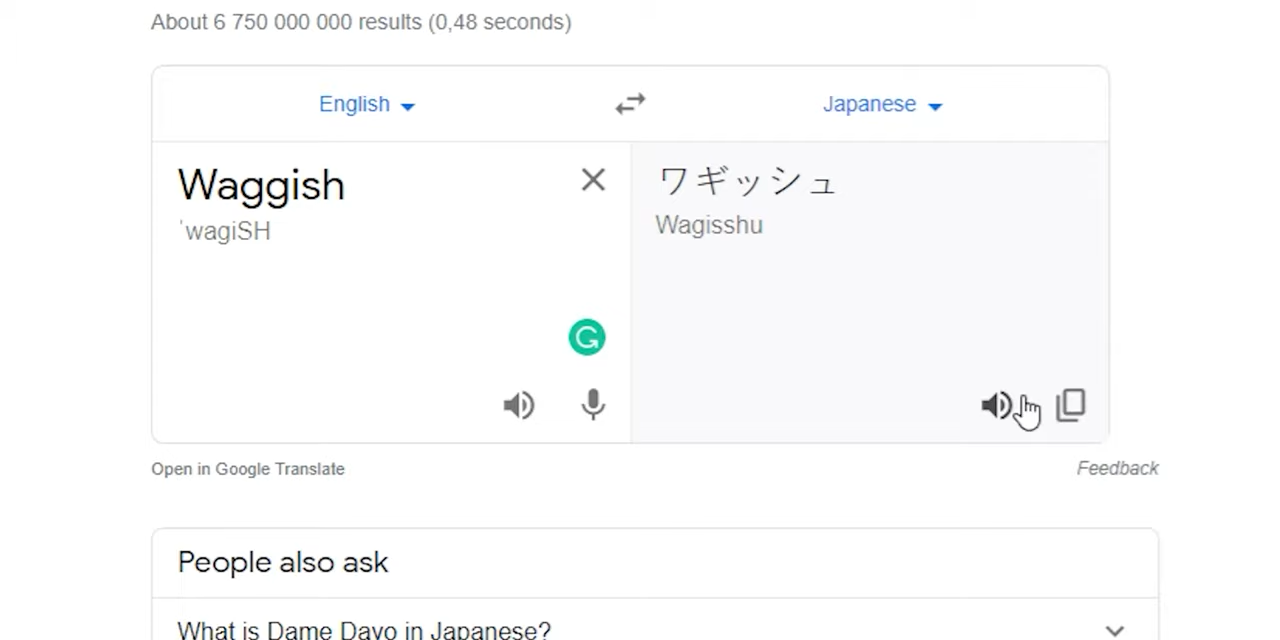 About 6 750 000 000 results (0,48 seconds)
English Japanese
Waggish
ˈwagiSH
ワギッシュ
Wagisshu
Open in Google Translate
Feedback
People also ask
What is Dame Dayo in Japanese?